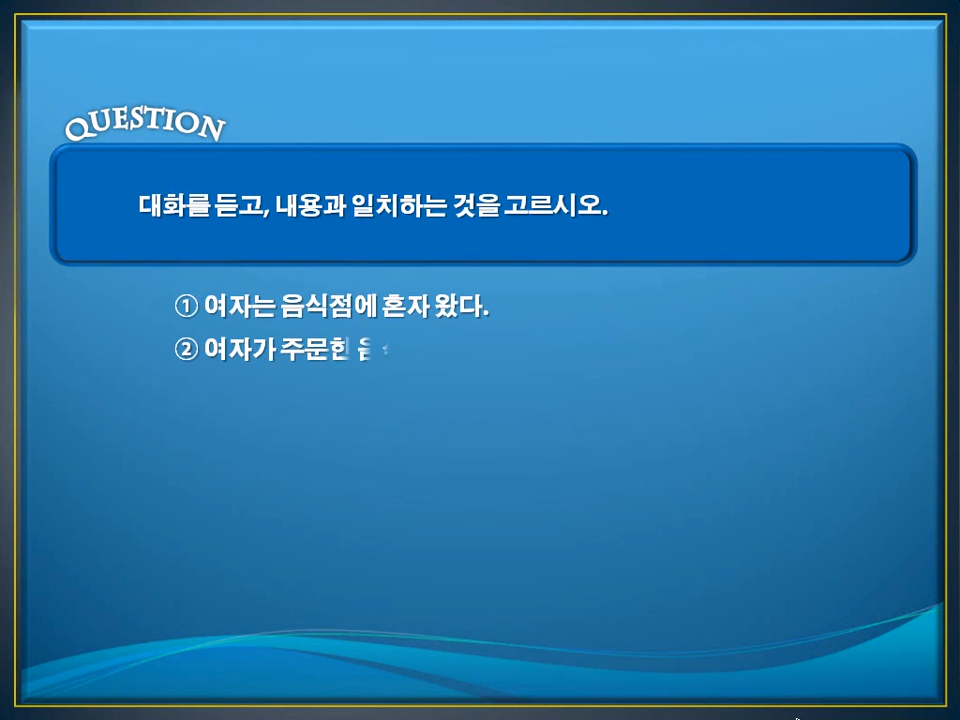 QUESTION
대화를 듣고, 내용과 일치하는 것을 고르시오.
① 여자는 음식점에 혼자 왔다.
② 여자가 주문한